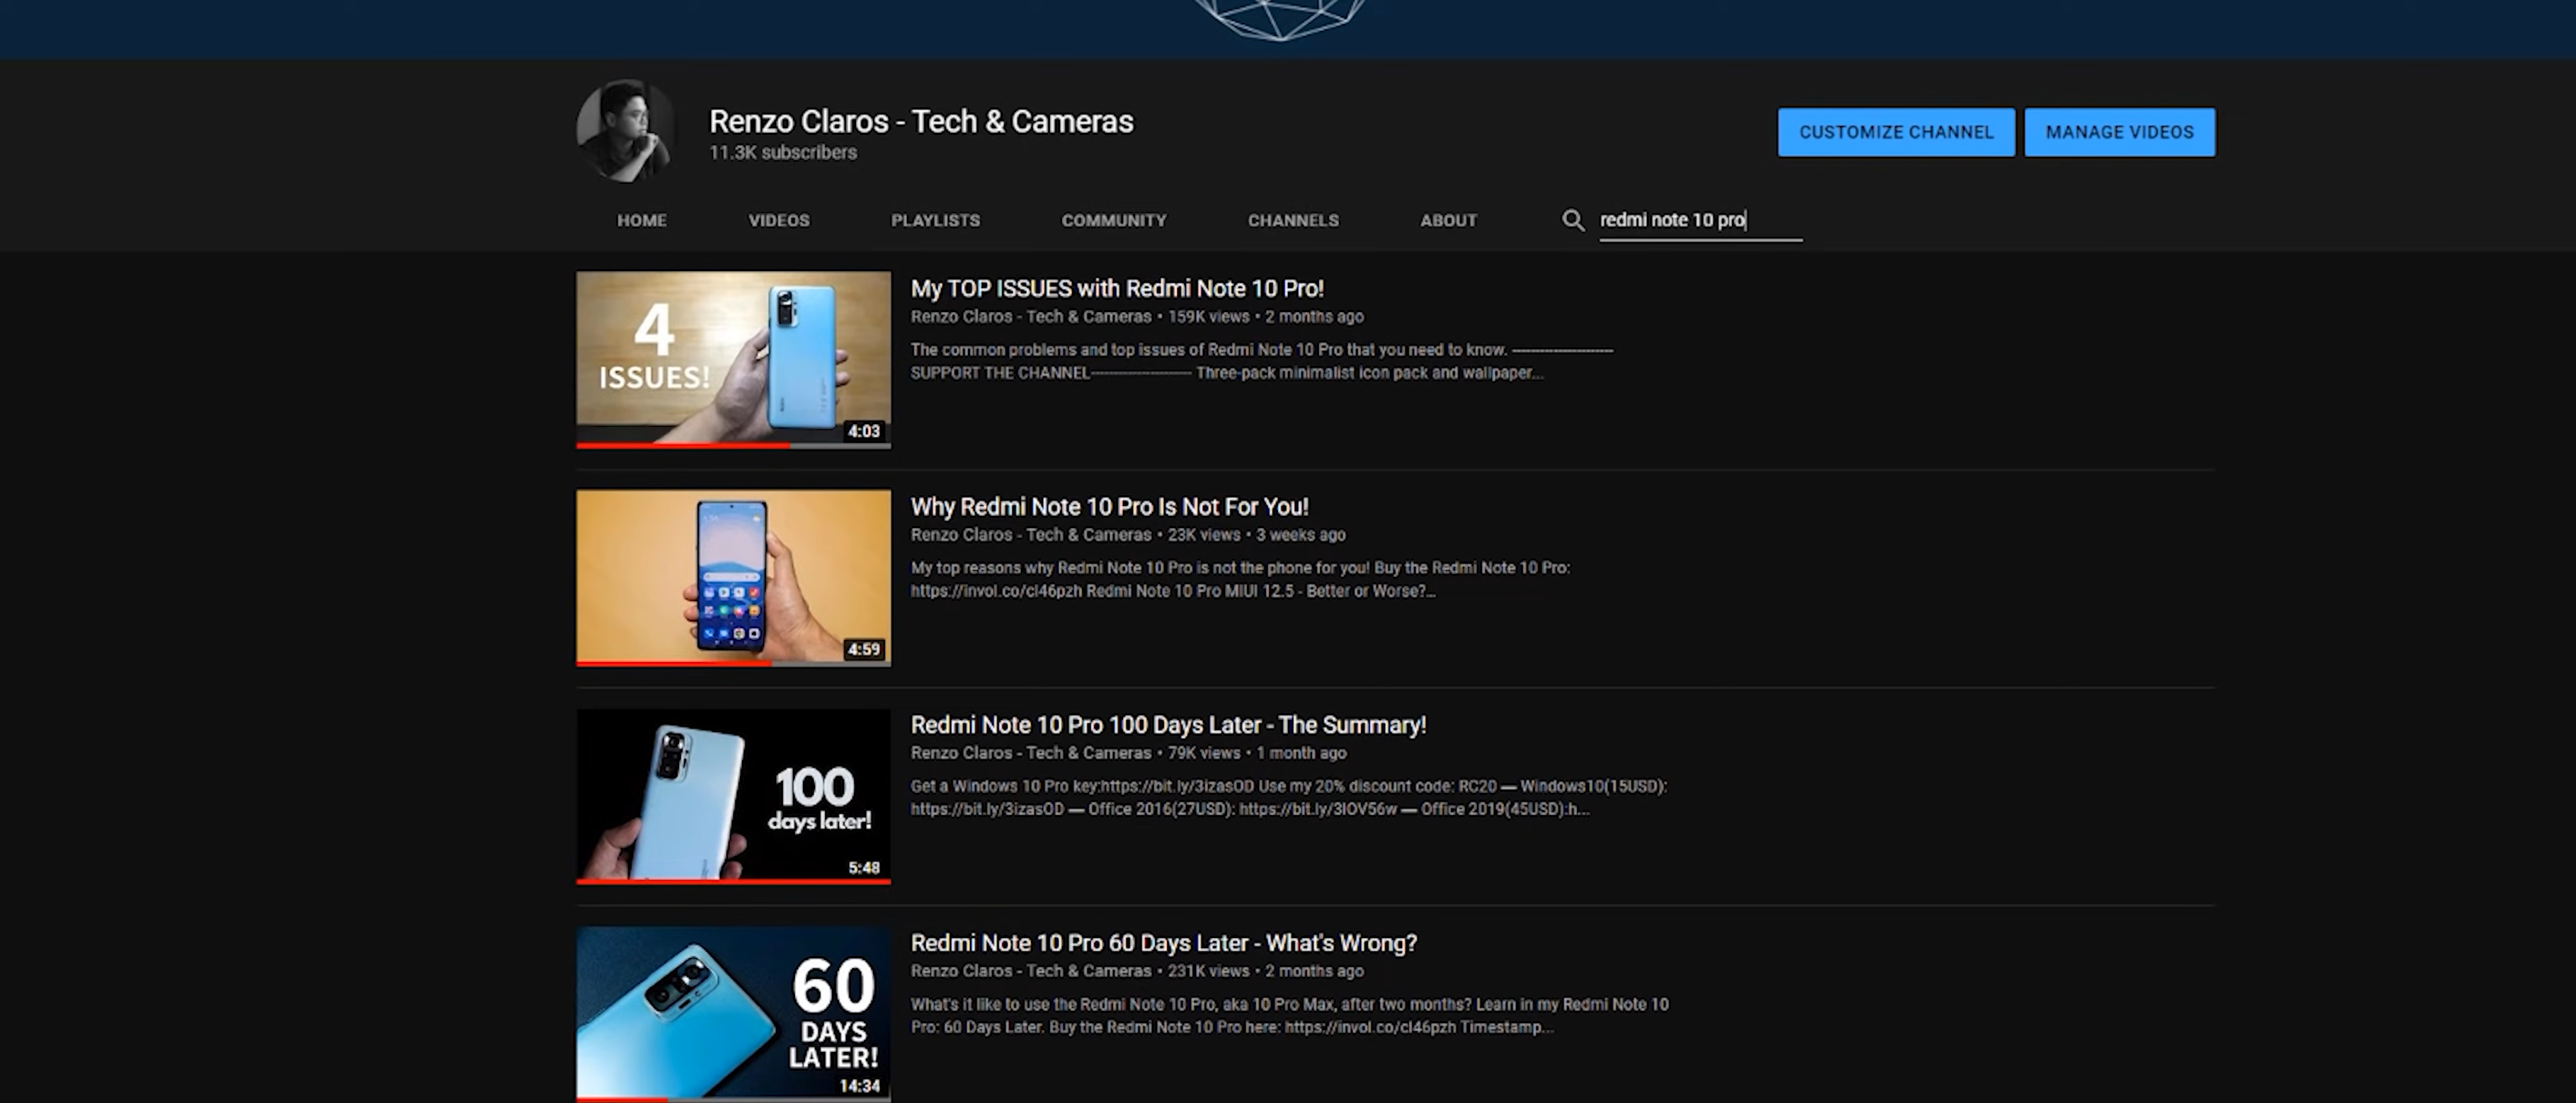 Renzo Claros - Tech & Cameras
11.3K subscribers
CUSTOMIZE CHANNEL
MANAGE VIDEOS
HOME
VIDEOS
PLAYLISTS
COMMUNITY
CHANNELS
ABOUT
redmi note 10 pro
4
ISSUES!
4:03
My TOP ISSUES with Redmi Note 10 Pro!
Renzo Claros - Tech & Cameras • 159K views • 2 months ago
The common problems and top issues of Redmi Note 10 Pro that you need to know. -----------------------
SUPPORT THE CHANNEL----------------------- Three-pack minimalist icon pack and wallpaper...
4:59
Why Redmi Note 10 Pro Is Not For You!
Renzo Claros - Tech & Cameras • 23K views • 3 weeks ago
My top reasons why Redmi Note 10 Pro is not the phone for you! Buy the Redmi Note 10 Pro:
https://invol.co/cl46pzh Redmi Note 10 Pro MIUI 12.5 - Better or Worse?...
100
days later!
5:48
Redmi Note 10 Pro 100 Days Later - The Summary!
Renzo Claros - Tech & Cameras • 79K views • 1 month ago
Get a Windows 10 Pro key:https://bit.ly/3izasOD Use my 20% discount code: RC20 — Windows10(15USD):
https://bit.ly/3izasOD — Office 2016(27USD): https://bit.ly/3lOV56w — Office 2019(45USD):h...
60
DAYS
LATER!
14:34
Redmi Note 10 Pro 60 Days Later - What's Wrong?
Renzo Claros - Tech & Cameras • 231K views • 2 months ago
What's it like to use the Redmi Note 10 Pro, aka 10 Pro Max, after two months? Learn in my Redmi Note 10
Pro: 60 Days Later. Buy the Redmi Note 10 Pro here: https://invol.co/cl46pzh Timestamp...